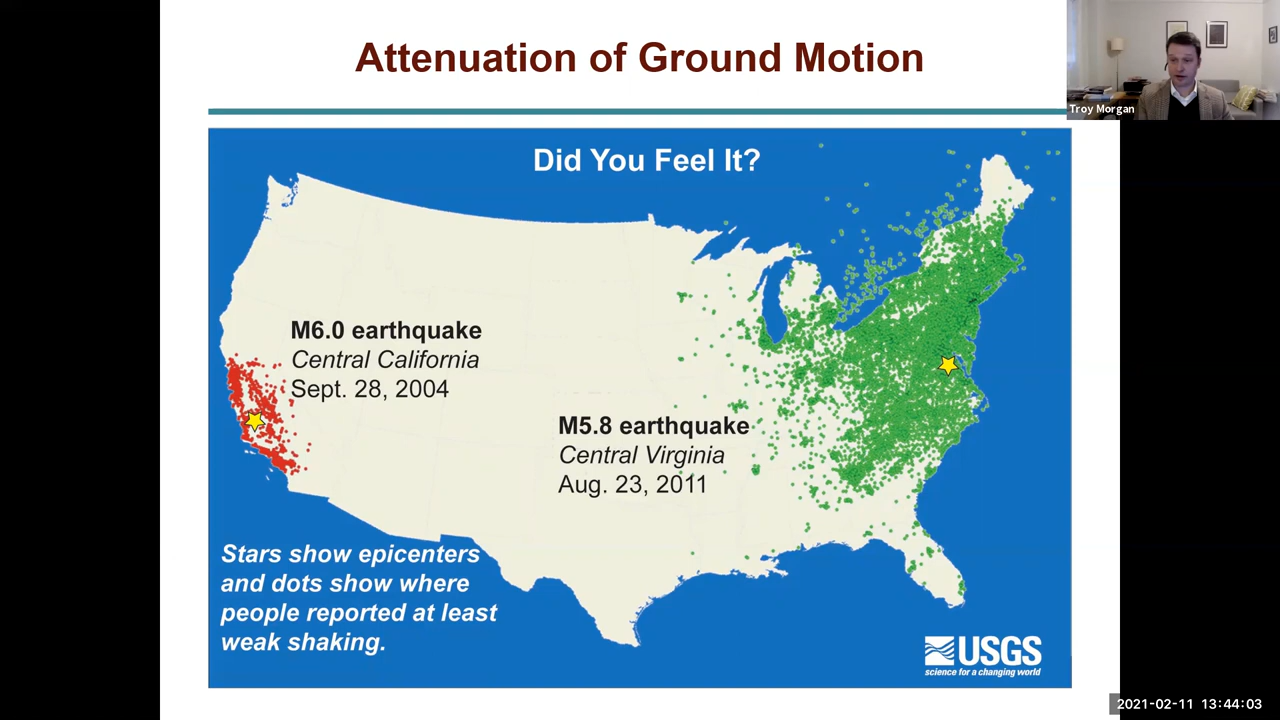 Attenuation of Ground Motion
Troy Morgan
Did You Feel It?
M6.0 earthquake
Central California
Sept. 28, 2004
M5.8 earthquake
Central Virginia
Aug. 23, 2011
Stars show epicenters
and dots show where
people reported at least
weak shaking.
USGS
science for a changing world
2021-02-11 13:44:03